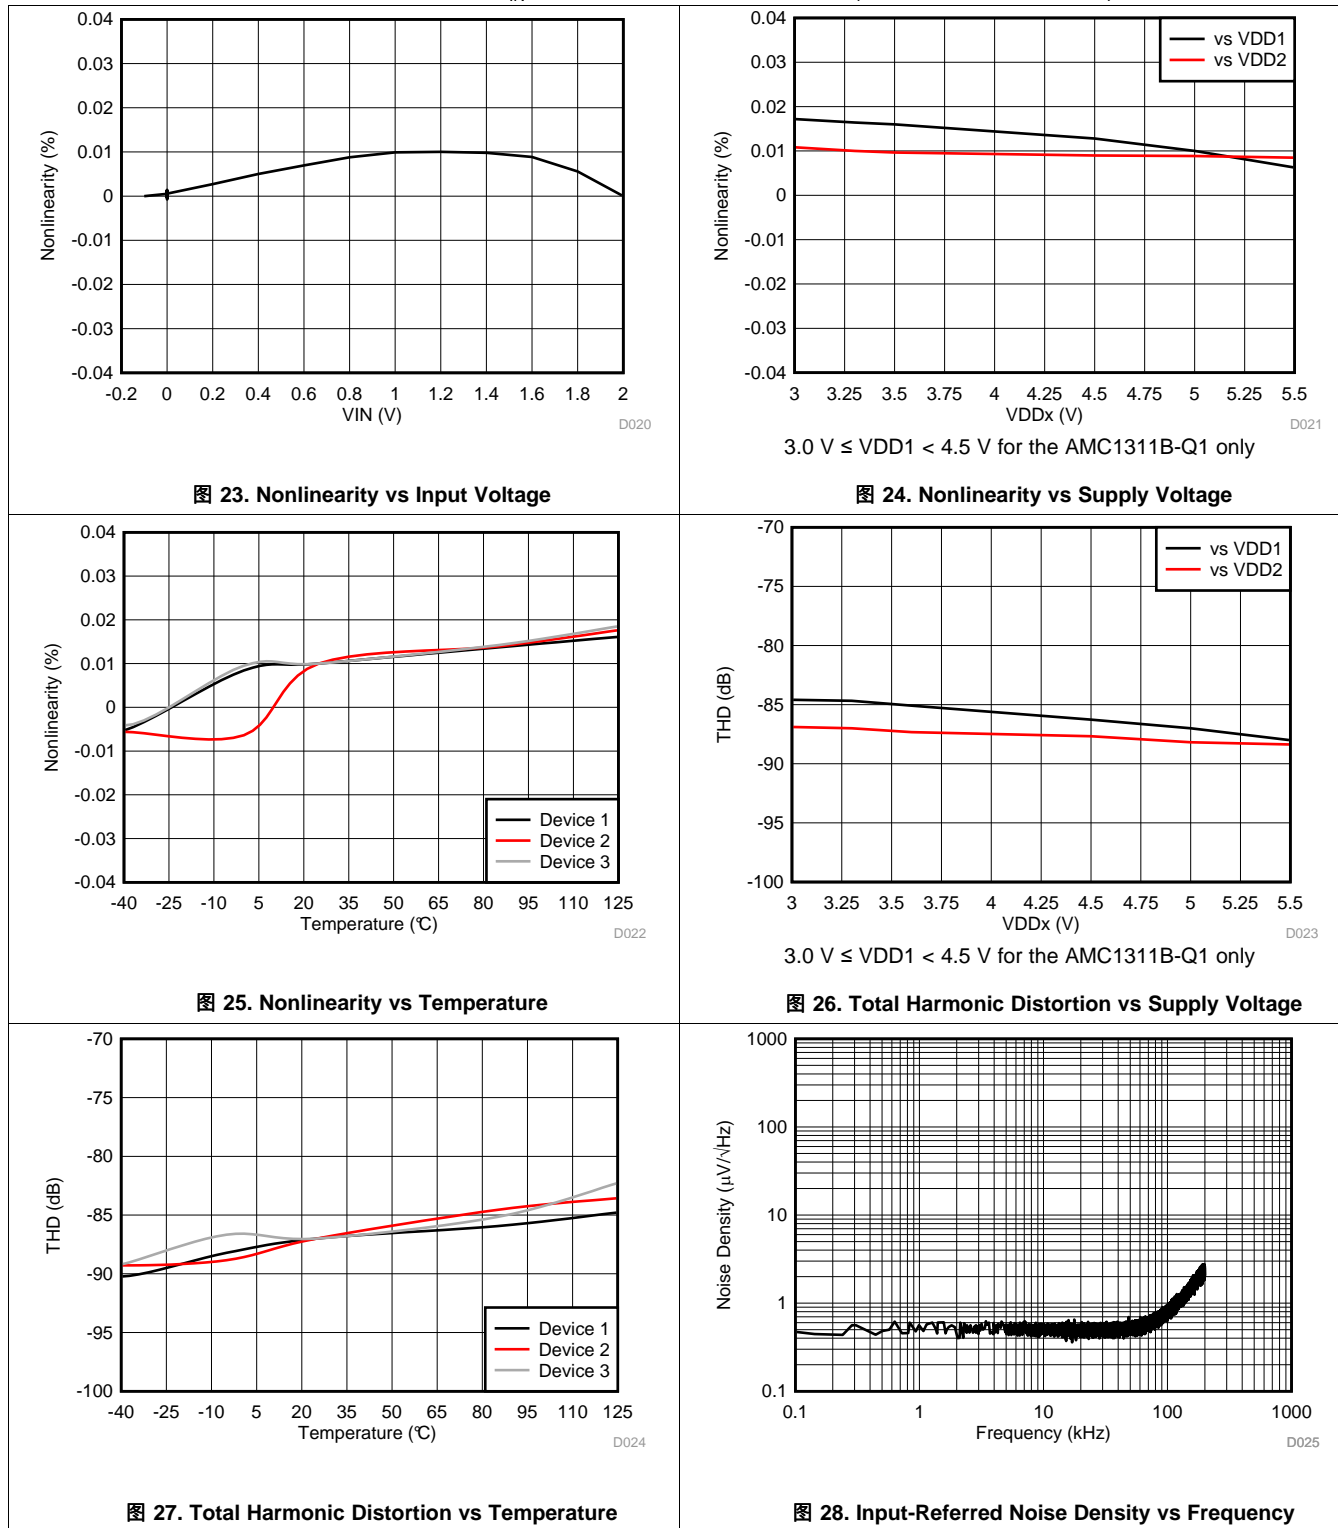 0.04
0.03
0.02
0.01
0
-0.01
-0.02
-0.03
-0.04
Nonlinearity (%)
-0.2 0 0.2 0.4 0.6 0.8 1 1.2 1.4 1.6 1.8 2
VIN (V)
D020
图 23. Nonlinearity vs Input Voltage
0.04
0.03
0.02
0.01
0
-0.01
-0.02
-0.03
-0.04
Nonlinearity (%)
vs VDD1
vs VDD2
3 3.25 3.5 3.75 4 4.25 4.5 4.75 5 5.25 5.5
VDDx (V)
D021
3.0 V ≤ VDD1 < 4.5 V for the AMC1311B-Q1 only
图 24. Nonlinearity vs Supply Voltage
0.04
0.03
0.02
0.01
0
-0.01
-0.02
-0.03
-0.04
Nonlinearity (%)
Device 1
Device 2
Device 3
-40 -25 -10 5 20 35 50 65 80 95 110 125
Temperature (°C)
D022
图 25. Nonlinearity vs Temperature
-70
-75
-80
-85
-90
-95
-100
THD (dB)
vs VDD1
vs VDD2
3 3.25 3.5 3.75 4 4.25 4.5 4.75 5 5.25 5.5
VDDx (V)
D023
3.0 V ≤ VDD1 < 4.5 V for the AMC1311B-Q1 only
图 26. Total Harmonic Distortion vs Supply Voltage
-70
-75
-80
-85
-90
-95
-100
THD (dB)
Device 1
Device 2
Device 3
-40 -25 -10 5 20 35 50 65 80 95 110 125
Temperature (°C)
D024
图 27. Total Harmonic Distortion vs Temperature
1000
100
10
1
0.1
Noise Density (μV/√Hz)
0.1 1 10 100 1000
Frequency (kHz)
D025
图 28. Input-Referred Noise Density vs Frequency